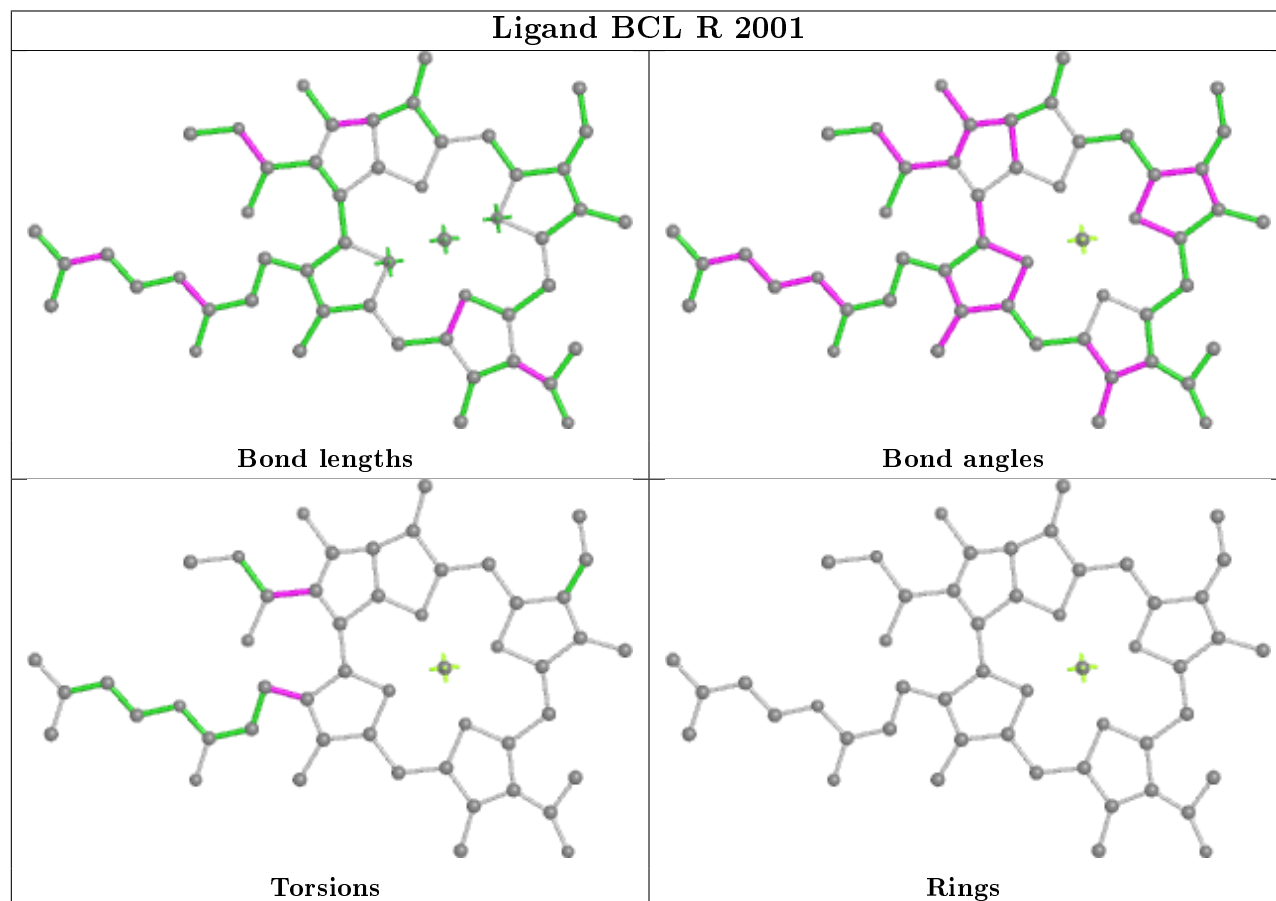 Ligand BCL R 2001
Bond lengths
Bond angles
Torsions
Rings